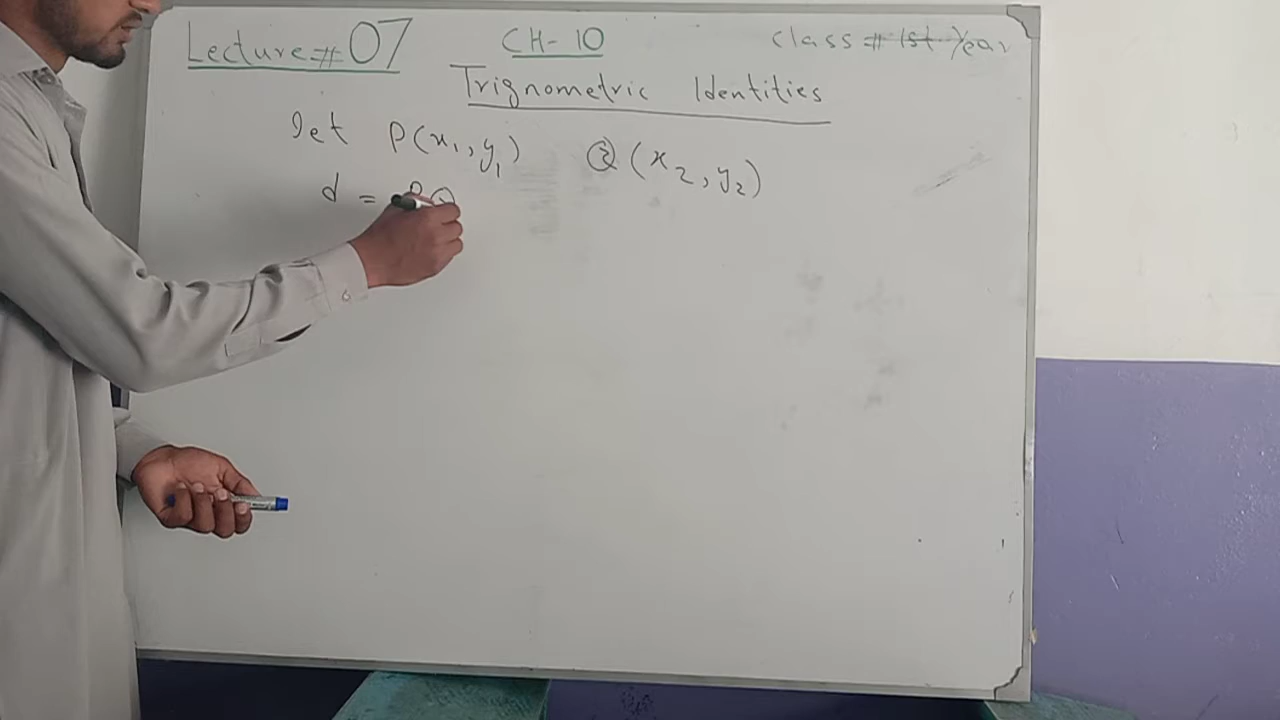 Lecture # 07 CH- 10 Class # 1st Year
Trignometric Identities
let P(x₁, y₁) Q(x₂, y₂)
d = PQ